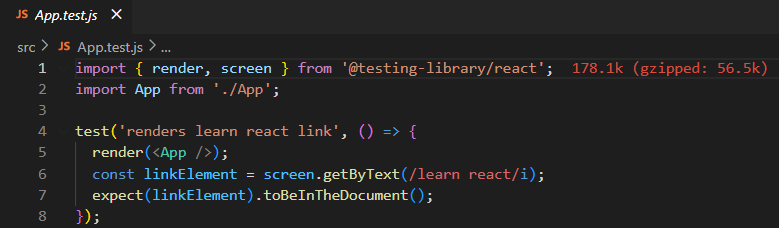 JS App.test.js ×
src > JS App.test.js > ...
1 import { render, screen } from '@testing-library/react'; 178.1k (gzipped: 56.5k)
2 import App from './App';
3
4 test('renders learn react link', () => {
5 render(<App />);
6 const linkElement = screen.getByText(/learn react/i);
7 expect(linkElement).toBeInTheDocument();
8 });